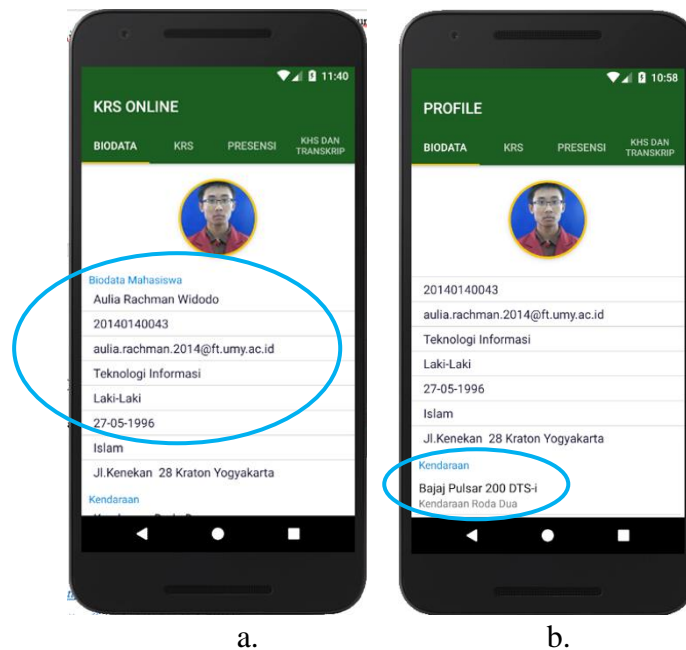 11:40
KRS ONLINE
BIODATA KRS PRESENSI KHS DAN
TRANSKRIP
Biodata Mahasiswa
Aulia Rachman Widodo
20140140043
aulia.rachman.2014@ft.umy.ac.id
Teknologi Informasi
Laki-Laki
27-05-1996
Islam
Jl.Kenekan 28 Kraton Yogyakarta
Kendaraan
a.
10:58
PROFILE
BIODATA KRS PRESENSI KHS DAN
TRANSKRIP
20140140043
aulia.rachman.2014@ft.umy.ac.id
Teknologi Informasi
Laki-Laki
27-05-1996
Islam
Jl.Kenekan 28 Kraton Yogyakarta
Kendaraan
Bajaj Pulsar 200 DTS-i
Kendaraan Roda Dua
b.